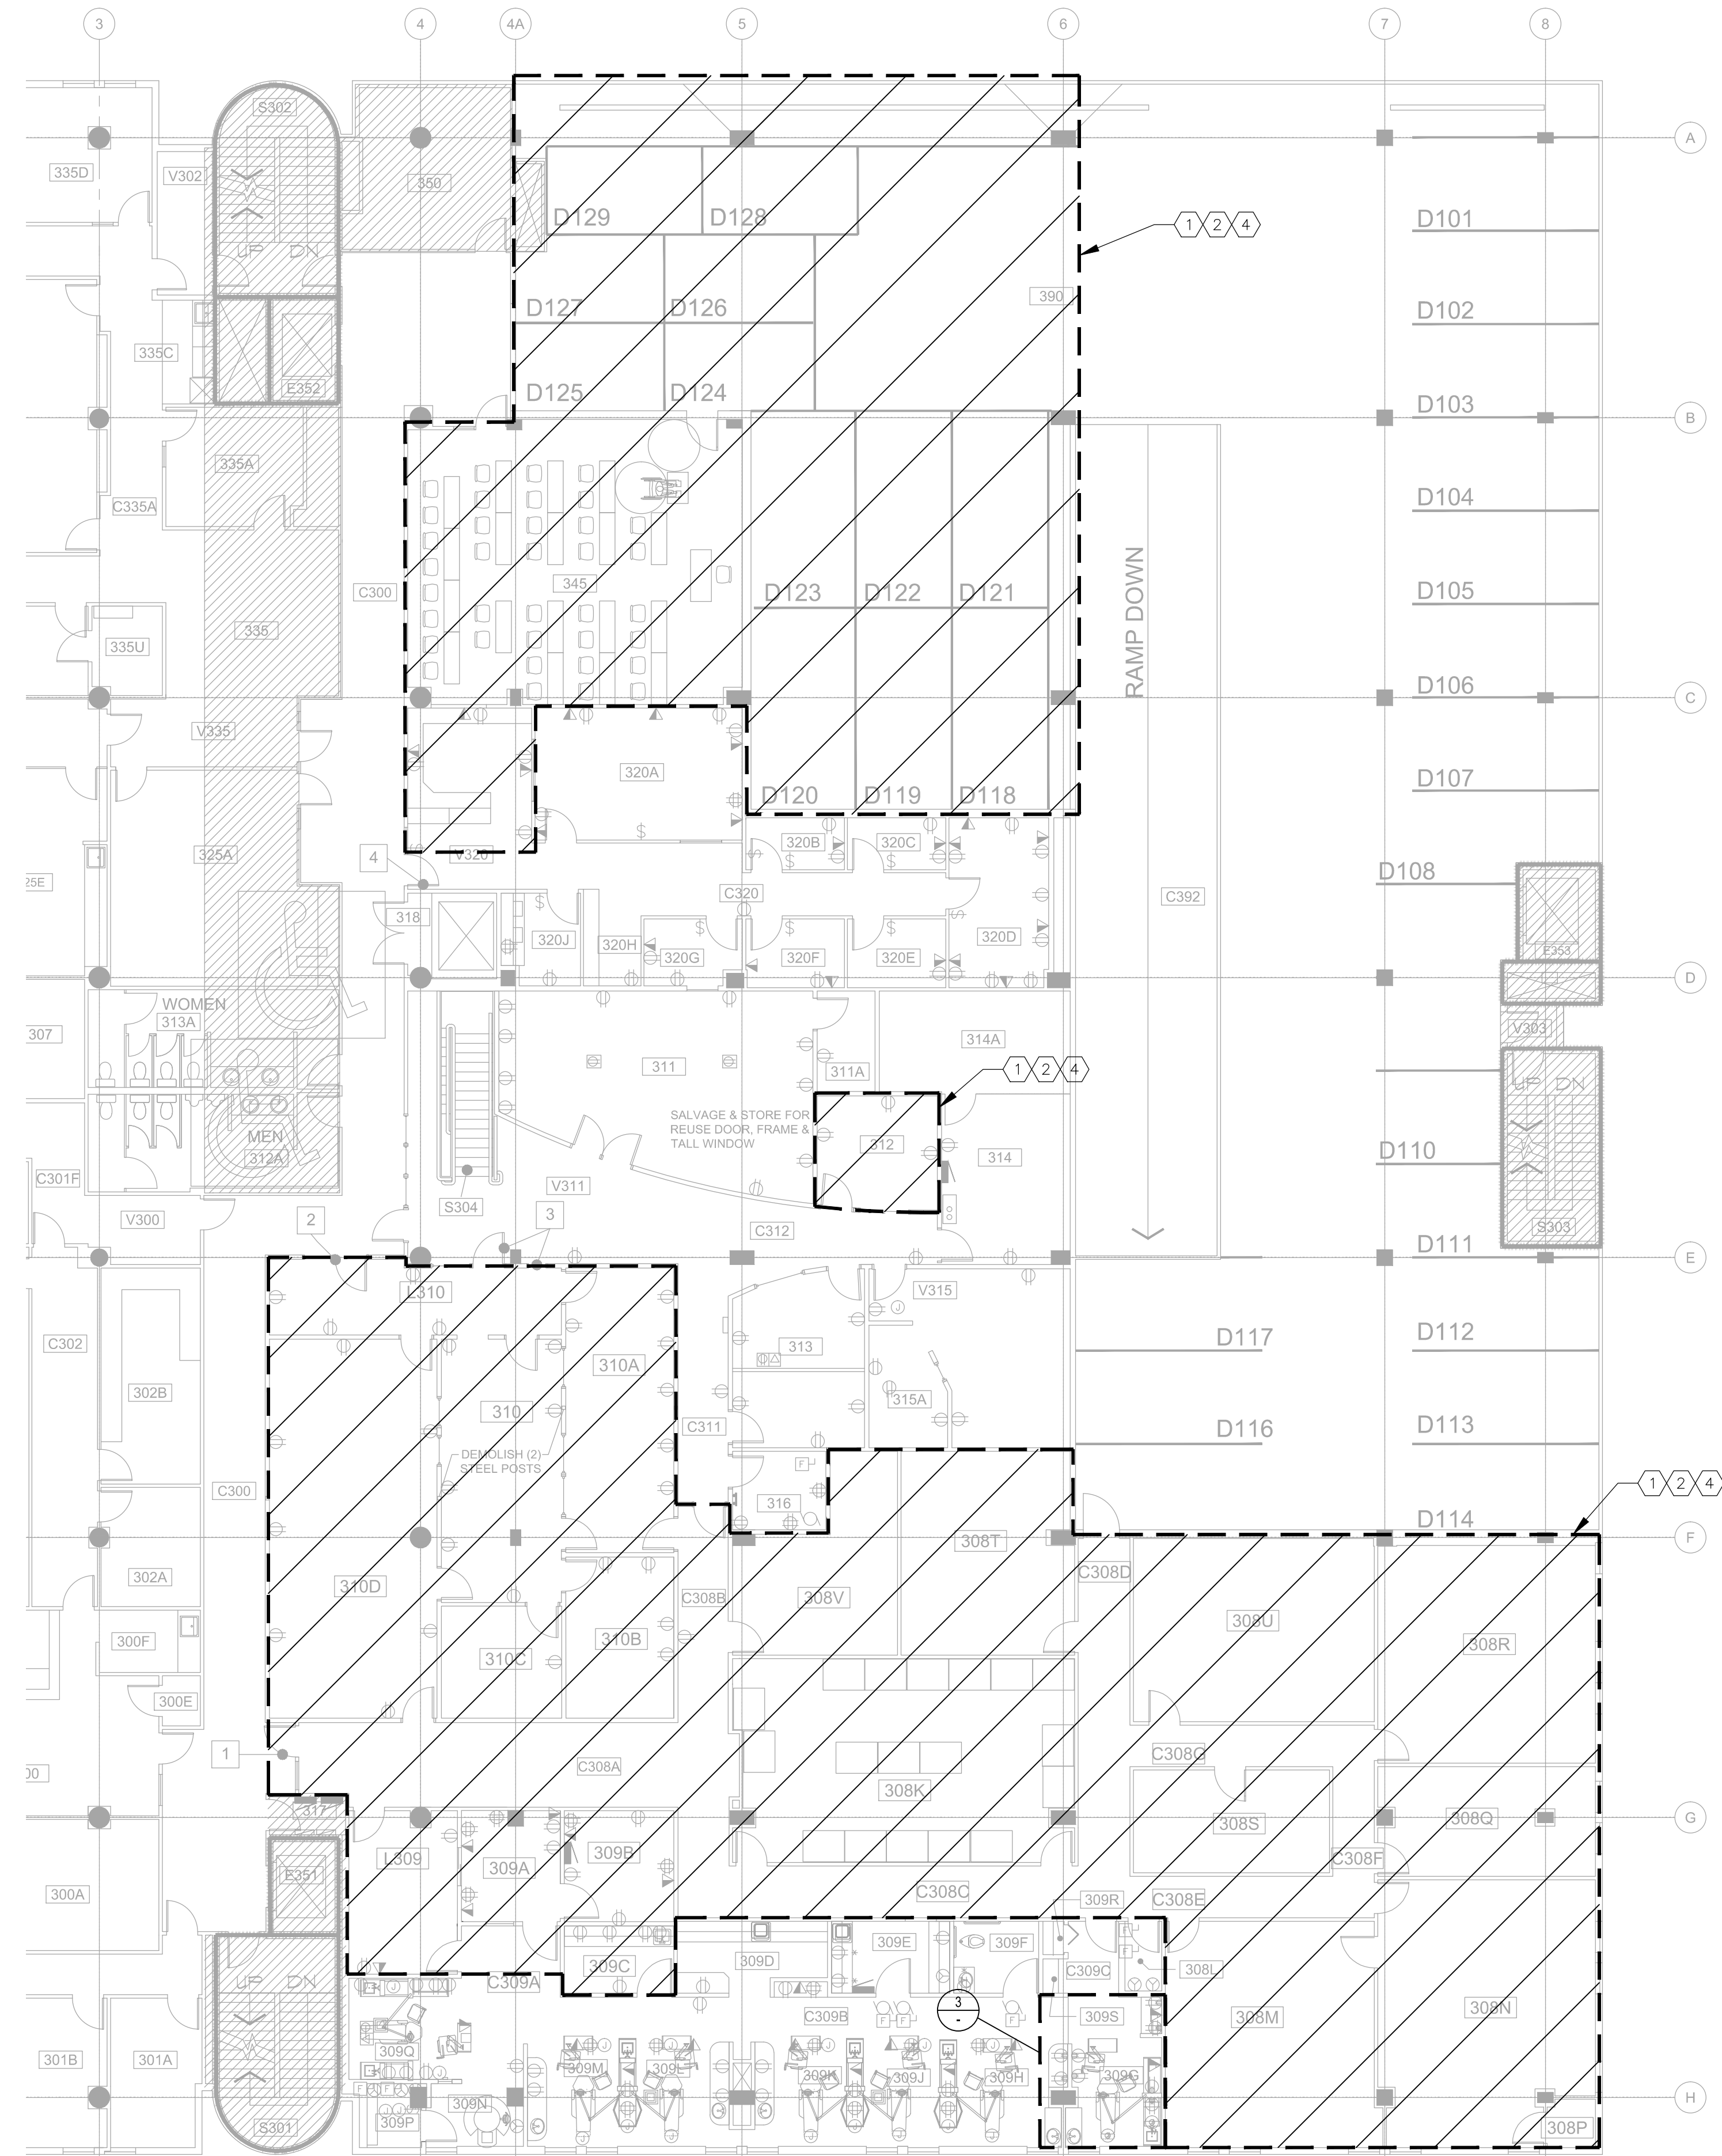 3
4
4A
5
6
7
8
S302
A
335D
V302
350
D129
D128
D101
1 2 4
UP DN
D127
D126
390
D102
335C
E352
D125
D124
D103
B
335A
C335A
D104
C300
345
D123
D122
D121
D105
335
RAMP DOWN
335U
D106
C
V335
320A
D107
D120
D119
D118
325A
4
V320
320B
320C
D108
25E
C320
C392
318
320J
320H
320G
320F
320E
320D
E353
D
WOMEN
313A
307
V303
314A
311
311A
1 2 4
UP DN
SALVAGE & STORE FOR
REUSE DOOR, FRAME &
TALL WINDOW
MEN
312A
312
314
D110
C301F
V311
S304
V300
2
3
C312
S303
D111
E
L310
V315
C302
313
D117
D112
310A
302B
310
315A
C311
D116
D113
DEMOLISH (2)
STEEL POSTS
C300
316
1 2 4
D114
F
308T
302A
310D
C308B
308V
C308D
308U
300F
310B
308R
310C
300E
1
C308A
C308G
00
308K
317
308S
308Q
G
L309
309A
309B
C308F
E351
300A
C308C
309R
C308E
309C
309D
309E
309F
UP DN
C309A
C309C
308L
3
-
C309B
309S
308M
308N
309Q
301B
301A
309M
309L
309K
309J
309H
309G
309N
309P
S301
308P
H